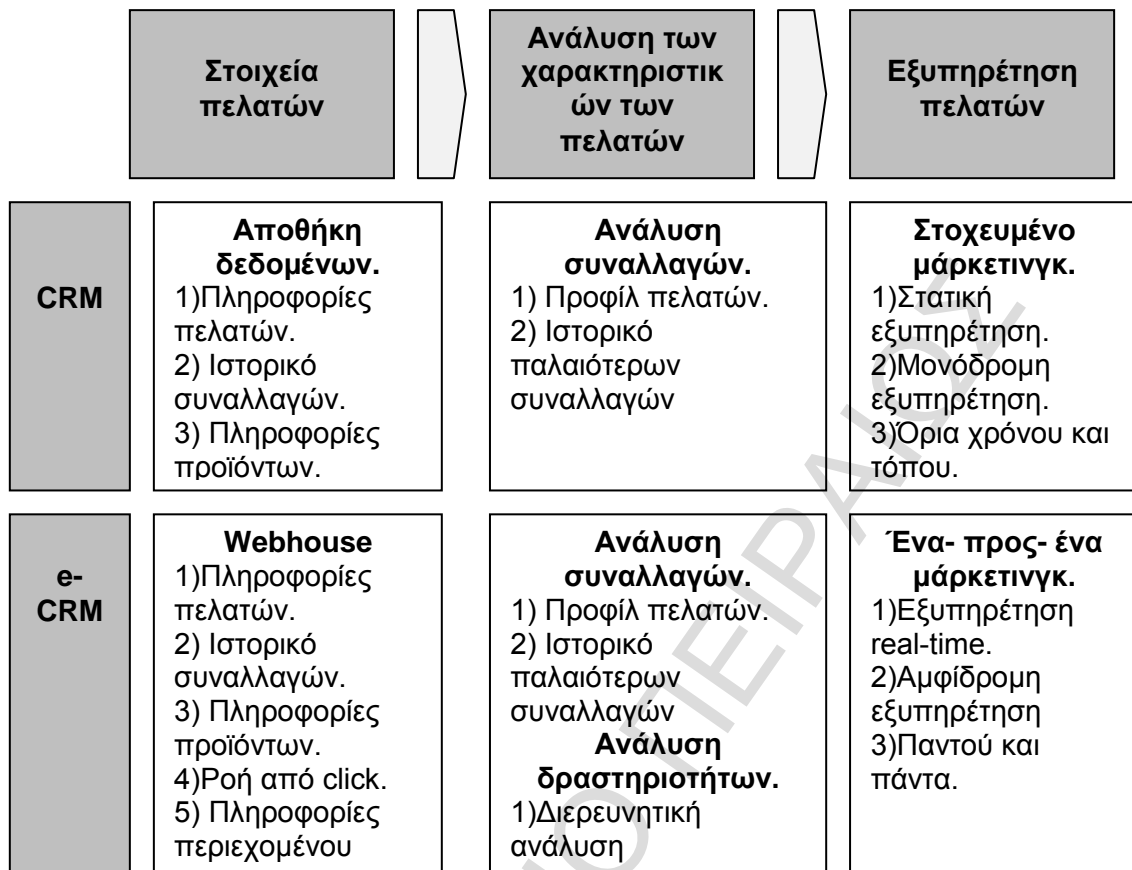 Στοιχεία
πελατών
Ανάλυση των
χαρακτηριστικ
ών των
πελατών
Εξυπηρέτηση
πελατών
CRM
Αποθήκη
δεδομένων.
1)Πληροφορίες
πελατών.
2) Ιστορικό
συναλλαγών.
3) Πληροφορίες
προϊόντων.
Ανάλυση
συναλλαγών.
1) Προφίλ πελατών.
2) Ιστορικό
παλαιότερων
συναλλαγών
Στοχευμένο
μάρκετινγκ.
1)Στατική
εξυπηρέτηση.
2)Μονόδρομη
εξυπηρέτηση.
3)Όρια χρόνου και
τόπου.
e-
CRM
Webhouse
1)Πληροφορίες
πελατών.
2) Ιστορικό
συναλλαγών.
3) Πληροφορίες
προϊόντων.
4)Ροή από click.
5) Πληροφορίες
περιεχομένου
Ανάλυση
συναλλαγών.
1) Προφίλ πελατών.
2) Ιστορικό
παλαιότερων
συναλλαγών
Ανάλυση
δραστηριοτήτων.
1)Διερευνητική
ανάλυση
Ένα- προς- ένα
μάρκετινγκ.
1)Εξυπηρέτηση
real-time.
2)Αμφίδρομη
εξυπηρέτηση
3)Παντού και
πάντα.
ΠΕΙΡΑΙΩΣ